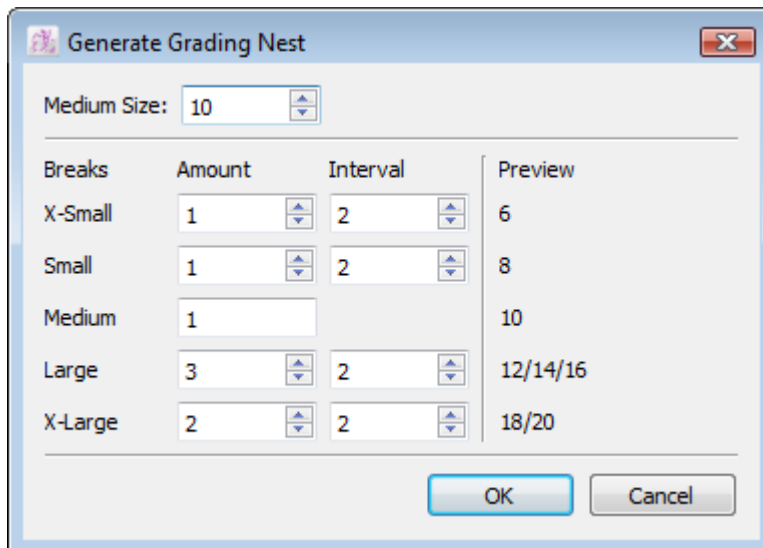 Generate Grading Nest
Medium Size: 10
Breaks Amount Interval Preview
X-Small 1 2 6
Small 1 2 8
Medium 1 10
Large 3 2 12/14/16
X-Large 2 2 18/20
OK Cancel